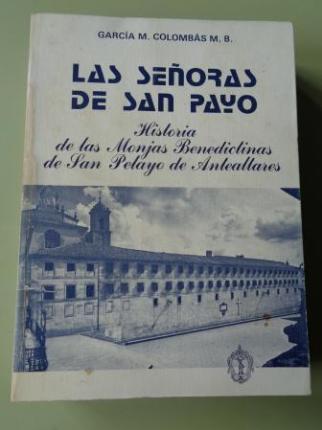 GARCÍA M. COLOMBÁS M. B.
LAS SEÑORAS
DE SAN PAYO
Historia
de las Monjas Benedictinas
de San Pelayo de Antealtares